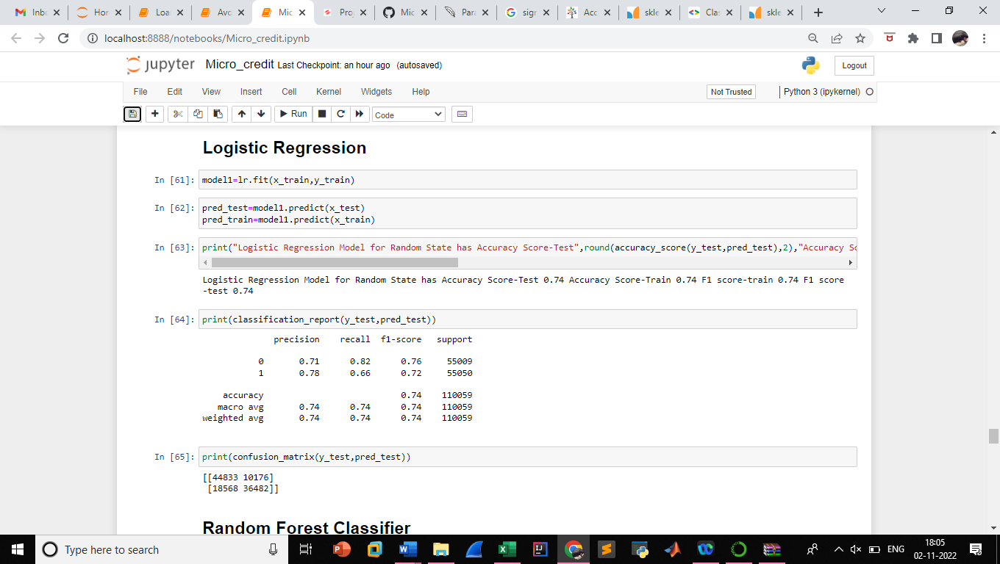 Inb Hor Loa Avo Mic Proj Mic Para sigr Acc skle Clas skle
localhost:8888/notebooks/Micro_credit.ipynb
jupyter Micro_credit Last Checkpoint: an hour ago (autosaved) Logout
File Edit View Insert Cell Kernel Widgets Help Not Trusted Python 3 (ipykernel)
Run Code
Logistic Regression
In [61]: model1=lr.fit(x_train,y_train)
In [62]: pred_test=model1.predict(x_test)
pred_train=model1.predict(x_train)
In [63]: print("Logistic Regression Model for Random State has Accuracy Score-Test",round(accuracy_score(y_test,pred_test),2),"Accuracy Sc
Logistic Regression Model for Random State has Accuracy Score-Test 0.74 Accuracy Score-Train 0.74 F1 score-train 0.74 F1 score
-test 0.74
In [64]: print(classification_report(y_test,pred_test))
precision recall f1-score support
0 0.71 0.82 0.76 55009
1 0.78 0.66 0.72 55050
accuracy 0.74 110059
macro avg 0.74 0.74 0.74 110059
weighted avg 0.74 0.74 0.74 110059
In [65]: print(confusion_matrix(y_test,pred_test))
[[44833 10176]
[18568 36482]]
Random Forest Classifier
Type here to search ENG 18:05
02-11-2022